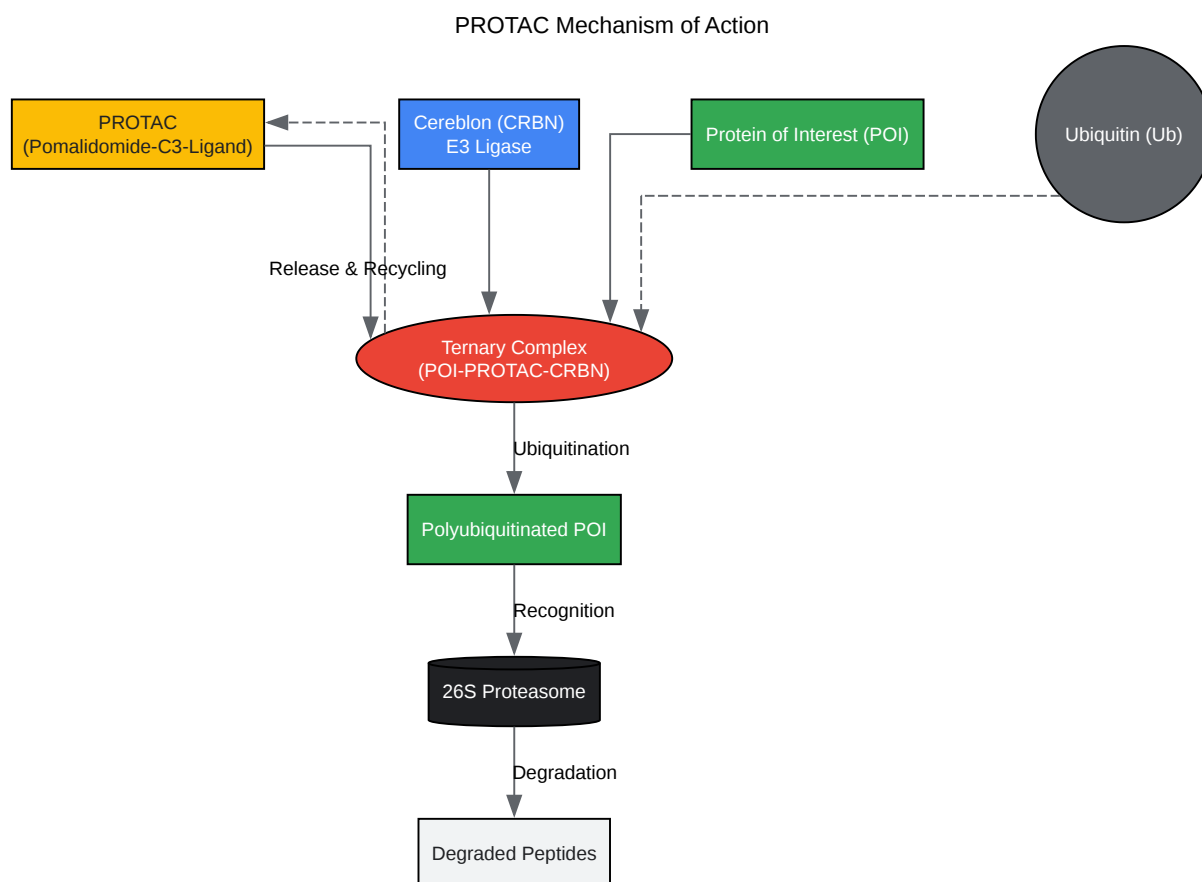 PROTAC Mechanism of Action
PROTAC
(Pomalidomide-C3-Ligand)
Cereblon (CRBN)
E3 Ligase
Protein of Interest (POI)
Ubiquitin (Ub)
Release & Recycling
Ternary Complex
(POI-PROTAC-CRBN)
Ubiquitination
Polyubiquitinated POI
Recognition
26S Proteasome
Degradation
Degraded Peptides